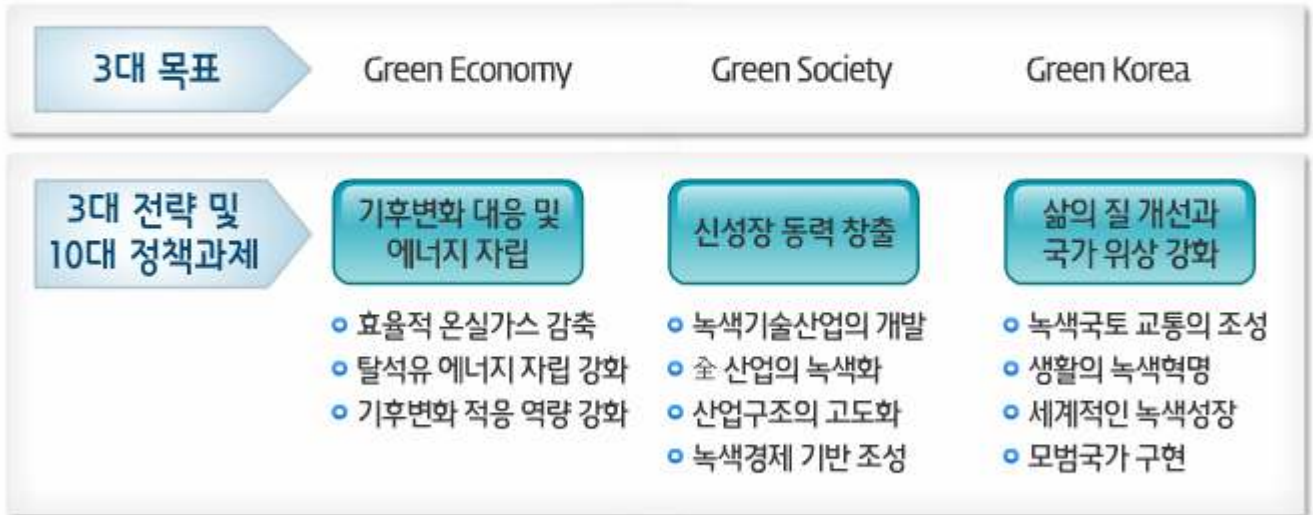 3대 목표
Green Economy
Green Society
Green Korea
3대 전략 및
10대 정책과제
기후변화 대응 및
에너지 자립
효율적 온실가스 감축
탈석유 에너지 자립 강화
기후변화 적응 역량 강화
신성장 동력 창출
녹색기술산업의 개발
全 산업의 녹색화
산업구조의 고도화
녹색경제 기반 조성
삶의 질 개선과
국가 위상 강화
녹색국토 교통의 조성
생활의 녹색혁명
세계적인 녹색성장
모범국가 구현